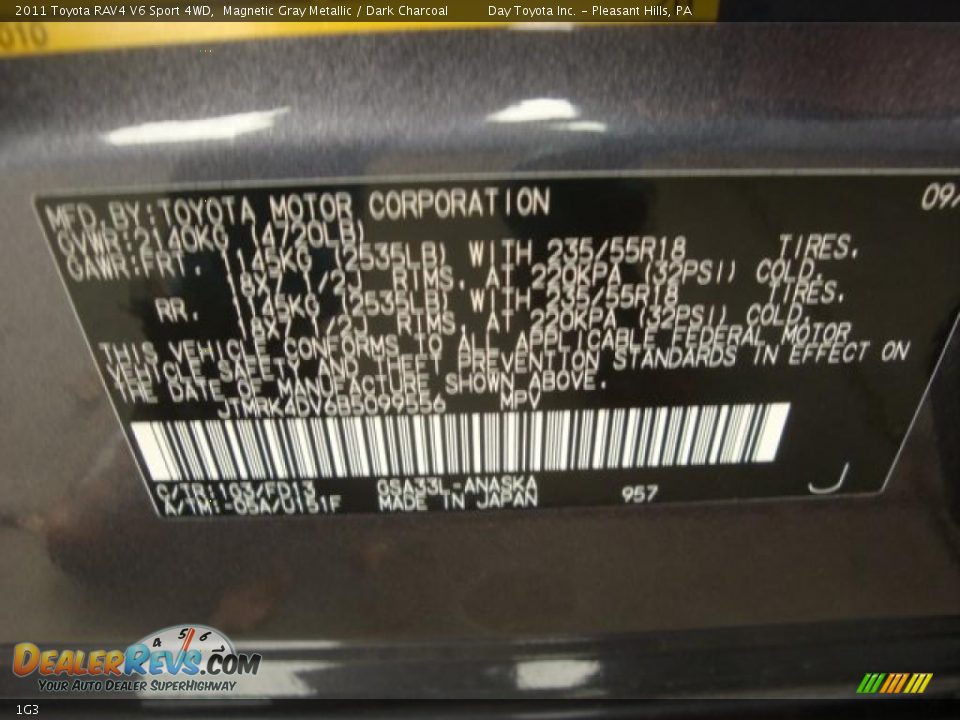 2011 Toyota RAV4 V6 Sport 4WD, Magnetic Gray Metallic / Dark Charcoal Day Toyota Inc. - Pleasant Hills, PA
010
MFD.BY:TOYOTA MOTOR CORPORATION 09/
GVWR:2140KG (4720LB)
GAWR:FRT. 1145KG (2535LB) WITH 235/55R18 TIRES.
18X7 1/2J RIMS, AT 220KPA (32PSI) COLD.
RR. 1145KG (2535LB) WITH 235/55R18 TIRES.
18X7 1/2J RIMS, AT 220KPA (32PSI) COLD.
THIS VEHICLE CONFORMS TO ALL APPLICABLE FEDERAL MOTOR
VEHICLE SAFETY AND THEFT PREVENTION STANDARDS IN EFFECT ON
THE DATE OF MANUFACTURE SHOWN ABOVE.
JTMRK4DV6B5099556 MPV
C/TR:1G3/FD13 GSA33L-ANASKA
A/TM:-05A/U151F MADE IN JAPAN 957 J
4 5 6 7
DEALERREVS.COM
YOUR AUTO DEALER SUPERHIGHWAY
1G3